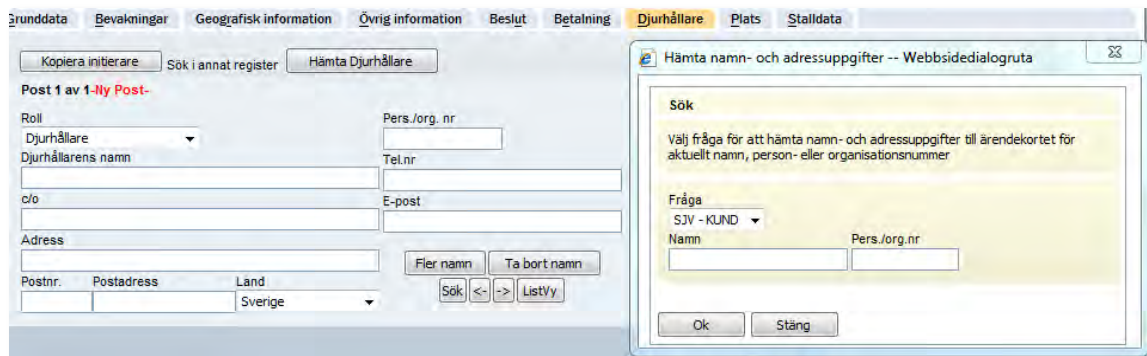 Grunddata Bevakningar Geografisk information Övrig information Beslut Betalning Djurhållare Plats Stalldata
Kopiera initierare Sök i annat register Hämta Djurhållare
Post 1 av 1-Ny Post-
Roll Pers./org. nr
Djurhållare
Djurhållarens namn Tel.nr
c/o E-post
Adress
Fler namn Ta bort namn
Postnr. Postadress Land
Sverige
Sök <- -> ListVy
Hämta namn- och adressuppgifter -- Webbsidedialogruta
Sök
Välj fråga för att hämta namn- och adressuppgifter till ärendekortet för
aktuellt namn, person- eller organisationsnummer
Fråga
SJV - KUND
Namn Pers./org.nr
Ok Stäng